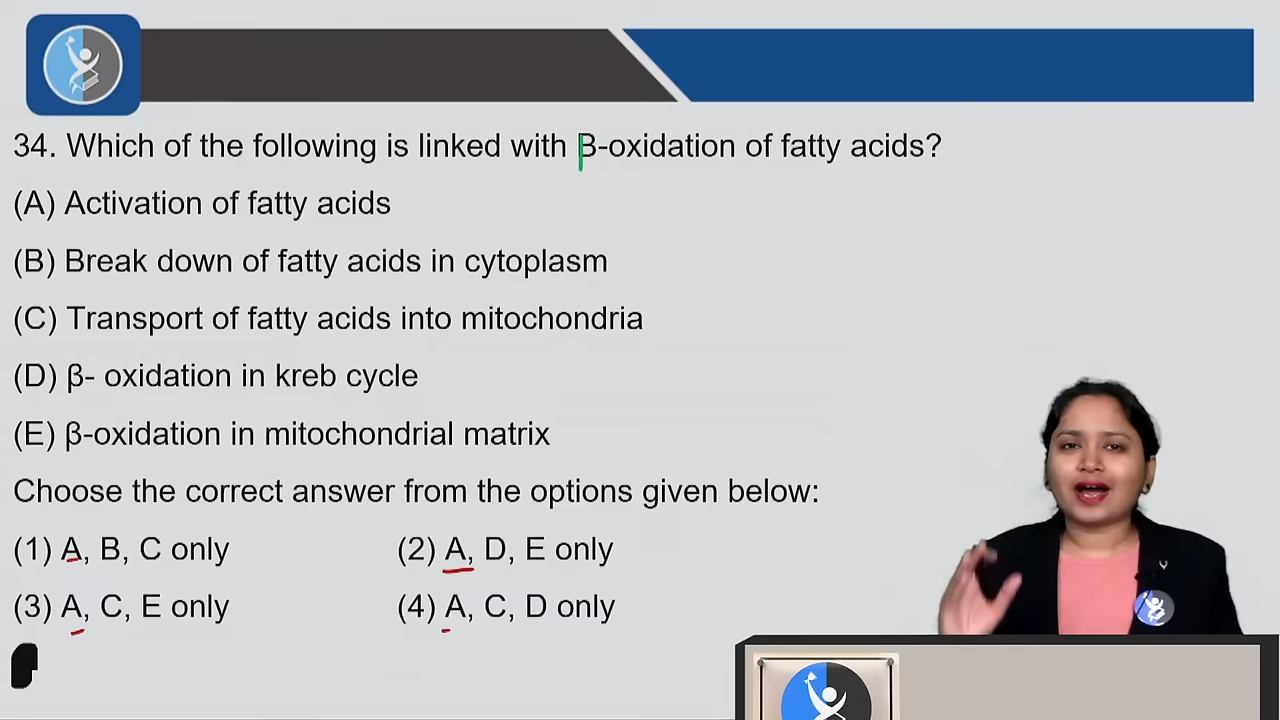 34. Which of the following is linked with β-oxidation of fatty acids?
(A) Activation of fatty acids
(B) Break down of fatty acids in cytoplasm
(C) Transport of fatty acids into mitochondria
(D) β- oxidation in kreb cycle
(E) β-oxidation in mitochondrial matrix
Choose the correct answer from the options given below:
(1) A, B, C only (2) A, D, E only
(3) A, C, E only (4) A, C, D only